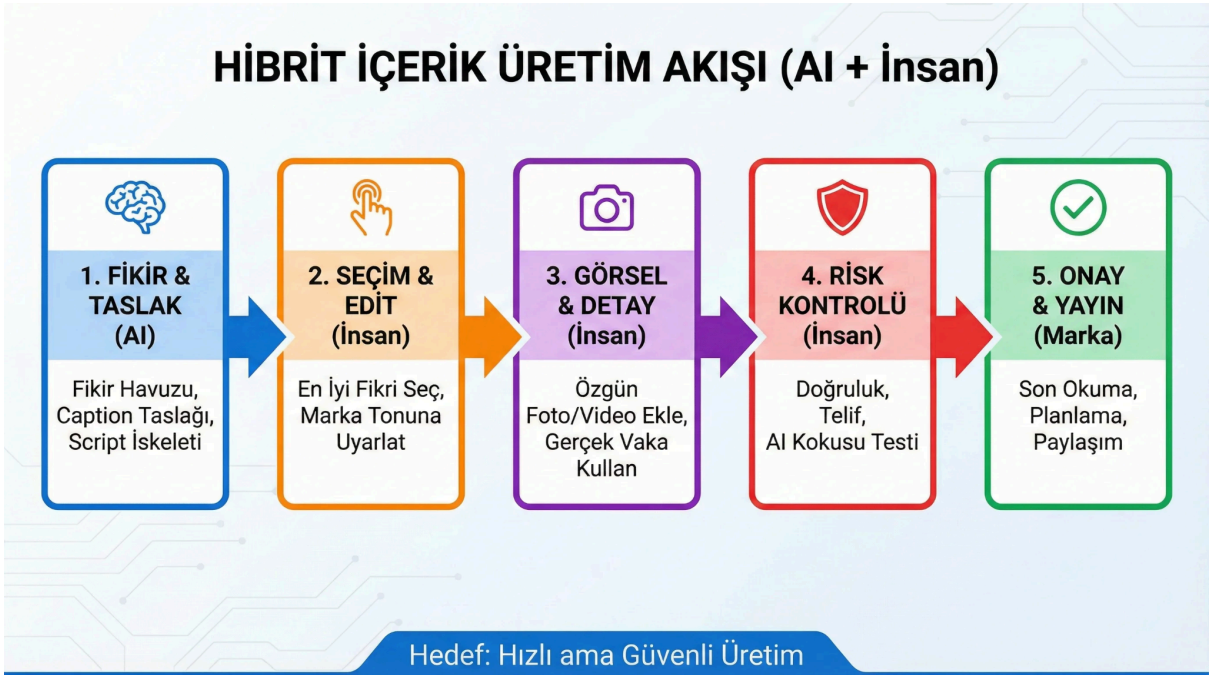 HİBRİT İÇERİK ÜRETİM AKIŞI (AI + İnsan)
1. FİKİR &
TASLAK
(AI)
Fikir Havuzu,
Caption Taslağı,
Script İskeleti
2. SEÇİM &
EDİT
(İnsan)
En İyi Fikri Seç,
Marka Tonuna
Uyarlat
3. GÖRSEL
& DETAY
(İnsan)
Özgün
Foto/Video Ekle,
Gerçek Vaka
Kullan
4. RİSK
KONTROLÜ
(İnsan)
Doğruluk,
Telif,
AI Kokusu Testi
5. ONAY
& YAYIN
(Marka)
Son Okuma,
Planlama,
Paylaşım
Hedef: Hızlı ama Güvenli Üretim